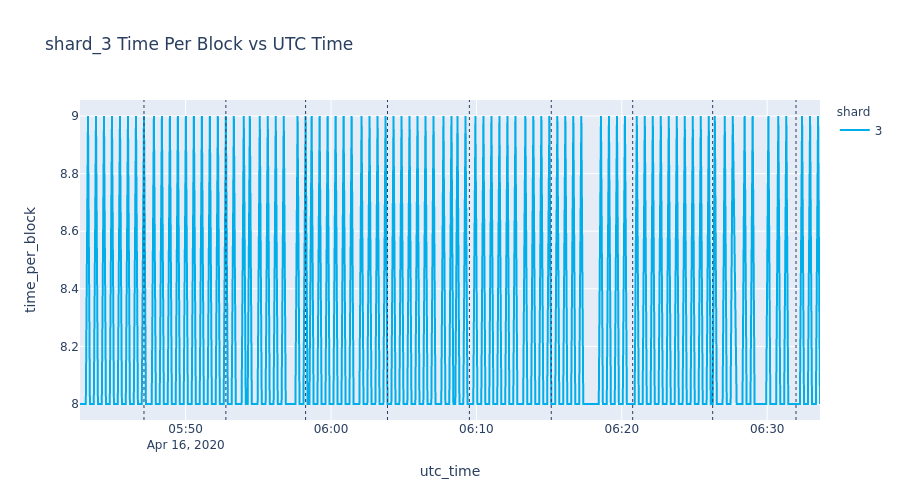 shard_3 Time Per Block vs UTC Time
shard
3
9
8.8
8.6
8.4
8.2
8
time_per_block
05:50
06:00
06:10
06:20
06:30
Apr 16, 2020
utc_time